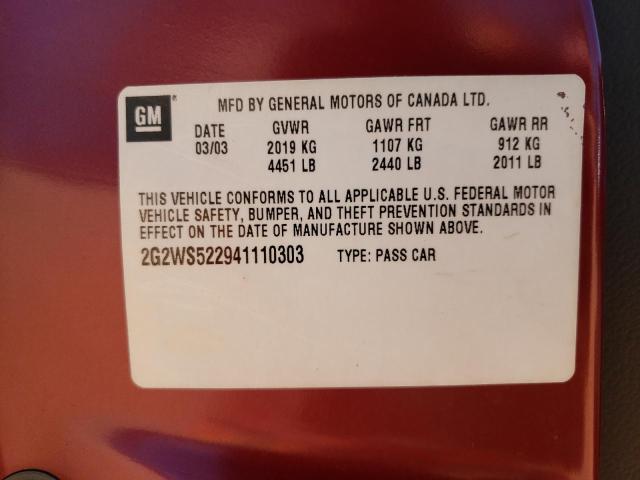 GM
MFD BY GENERAL MOTORS OF CANADA LTD.
DATE GVWR GAWR FRT GAWR RR
03/03 2019 KG 1107 KG 912 KG
4451 LB 2440 LB 2011 LB
THIS VEHICLE CONFORMS TO ALL APPLICABLE U.S. FEDERAL MOTOR
VEHICLE SAFETY, BUMPER, AND THEFT PREVENTION STANDARDS IN
EFFECT ON THE DATE OF MANUFACTURE SHOWN ABOVE.
2G2WS522941110303 TYPE: PASS CAR